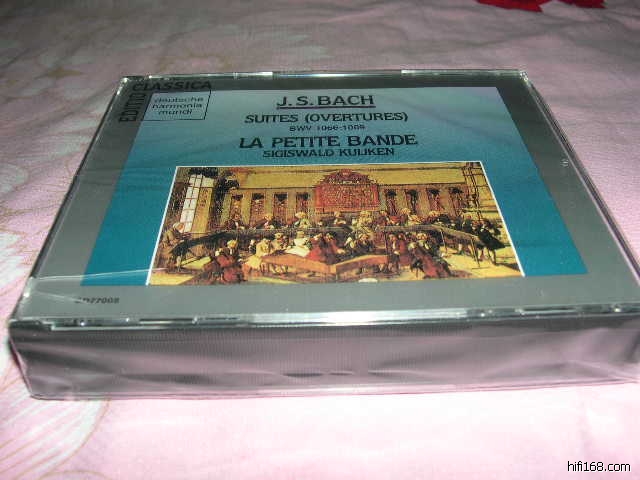 EDITIO CLASSICA
deutsche
harmonia
mundi
J.S. BACH
SUITES (OVERTURES)
BWV 1066-1069
LA PETITE BANDE
SIGISWALD KUIJKEN
hifi168.com